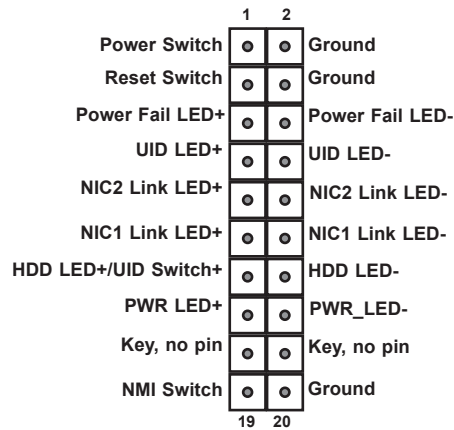 1 2
Power Switch Ground
Reset Switch Ground
Power Fail LED+ Power Fail LED-
UID LED+ UID LED-
NIC2 Link LED+ NIC2 Link LED-
NIC1 Link LED+ NIC1 Link LED-
HDD LED+/UID Switch+ HDD LED-
PWR LED+ PWR_LED-
Key, no pin Key, no pin
NMI Switch Ground
19 20